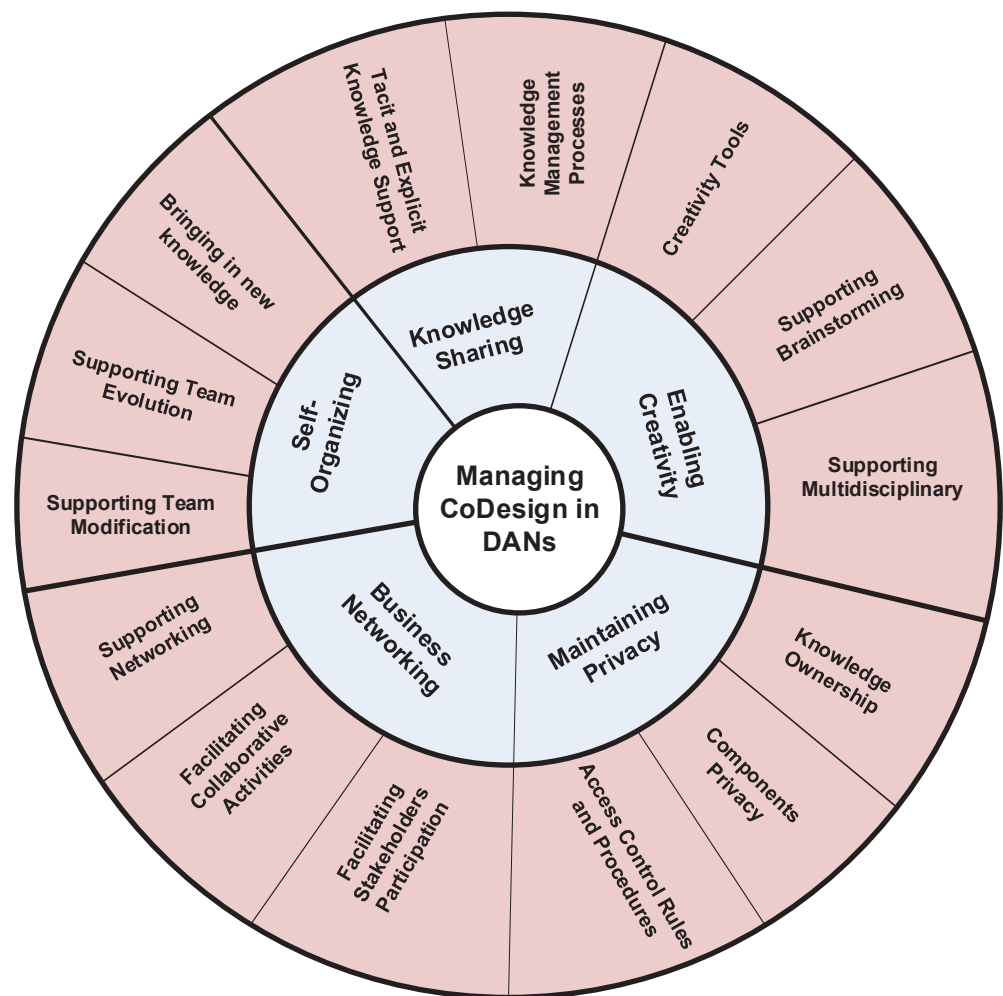 Managing
CoDesign in
DANs
Knowledge
Sharing
Enabling
Creativity
Maintaining
Privacy
Business
Networking
Self-
Organizing
Tacit and Explicit
Knowledge Support
Knowledge
Management
Processes
Creativity Tools
Supporting
Brainstorming
Supporting
Multidisciplinary
Knowledge
Ownership
Components
Privacy
Access Control Rules
and Procedures
Facilitating
Stakeholders
Participation
Facilitating
Collaborative
Activities
Supporting
Networking
Supporting Team
Modification
Supporting Team
Evolution
Bringing in new
knowledge